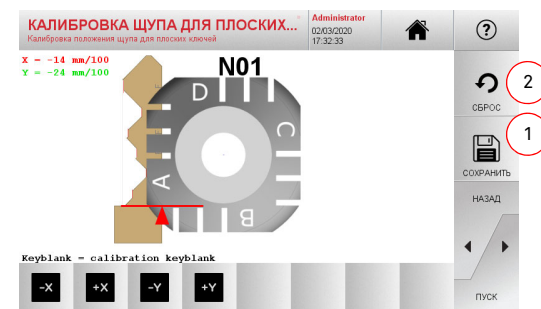 КАЛИБРОВКА ЩУПА ДЛЯ ПЛОСКИХ...
Калибровка положения щупа для плоских ключей
Administrator
02/03/2020
17:32:33
?
X = -14 mm/100
Y = -24 mm/100
N01
D
C
A
B
СБРОС
2
СОХРАНИТЬ
1
НАЗАД
ПУСК
Keyblank = calibration keyblank
-X
+X
-Y
+Y